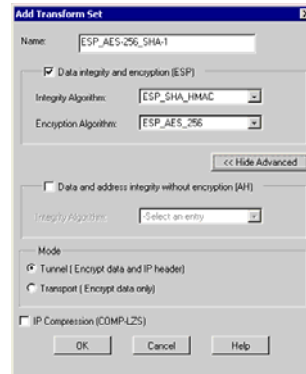 Add Transform Set
Name: ESP_AES-256_SHA-1
Data integrity and encryption (ESP)
Integrity Algorithm: ESP_SHA_HMAC
Encryption Algorithm: ESP_AES_256
<< Hide Advanced
Data and address integrity without encryption (AH)
Integrity Algorithm: -Select an entry
Mode
Tunnel ( Encrypt data and IP header)
Transport ( Encrypt data only)
IP Compression (COMP-LZS)
OK Cancel Help